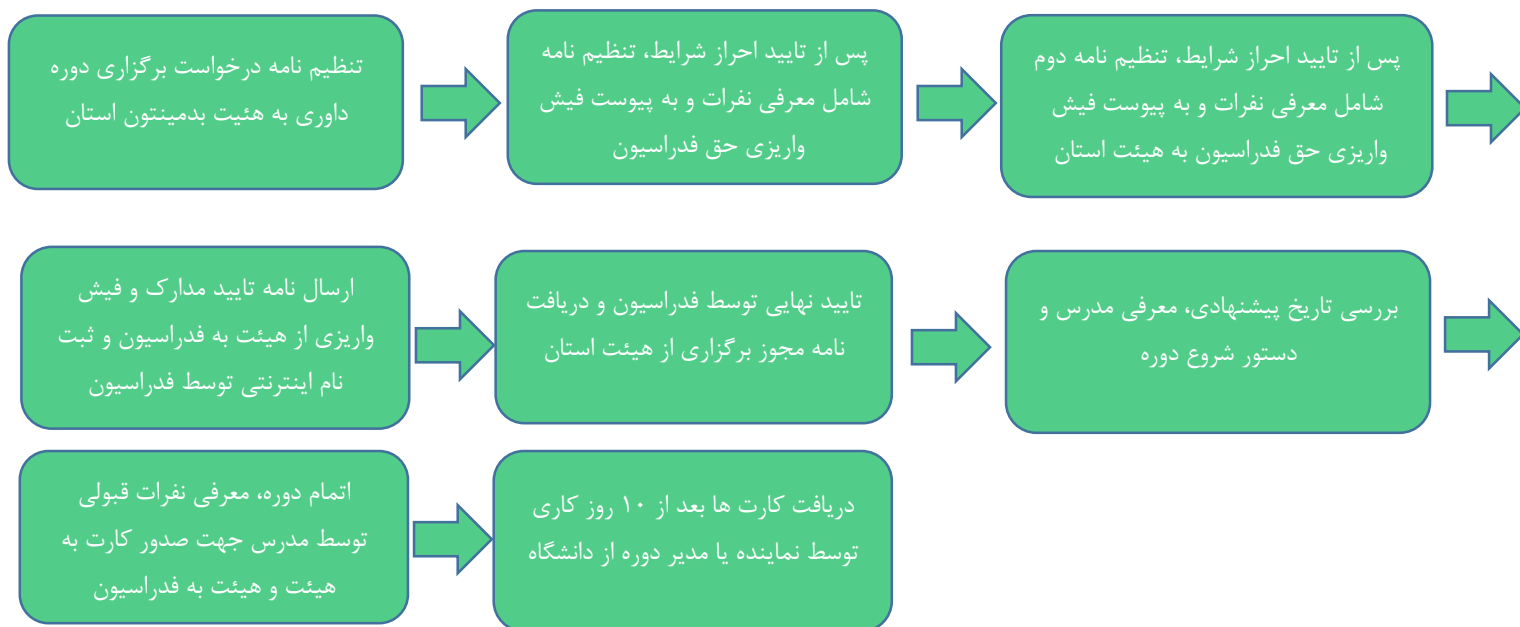 تنظیم نامه درخواست برگزاری دوره
داوری به هئیت بدمینتون استان
پس از تایید احراز شرایط، تنظیم نامه
شامل معرفی نفرات و به پیوست فیش
واریزی حق فدراسیون
پس از تایید احراز شرایط، تنظیم نامه دوم
شامل معرفی نفرات و به پیوست فیش
واریزی حق فدراسیون به هیئت استان
ارسال نامه تایید مدارک و فیش
واریزی از هیئت به فدراسیون و ثبت
نام اینترنتی توسط فدراسیون
تایید نهایی توسط فدراسیون و دریافت
نامه مجوز برگزاری از هیئت استان
بررسی تاریخ پیشنهادی، معرفی مدرس و
دستور شروع دوره
اتمام دوره، معرفی نفرات قبولی
توسط مدرس جهت صدور کارت به
هیئت و هیئت به فدراسیون
دریافت کارت ها بعد از ۱۰ روز کاری
توسط نماینده یا مدیر دوره از دانشگاه